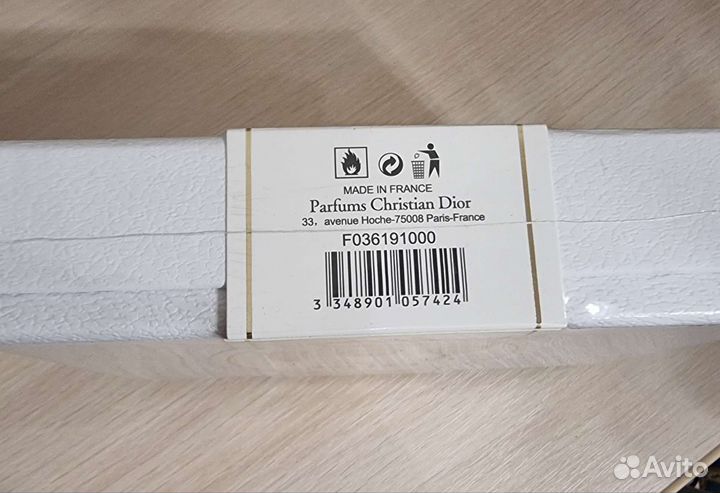 MADE IN FRANCE
Parfums Christian Dior
33, avenue Hoche-75008 Paris-France
F036191000
3 348901 057424
Avito